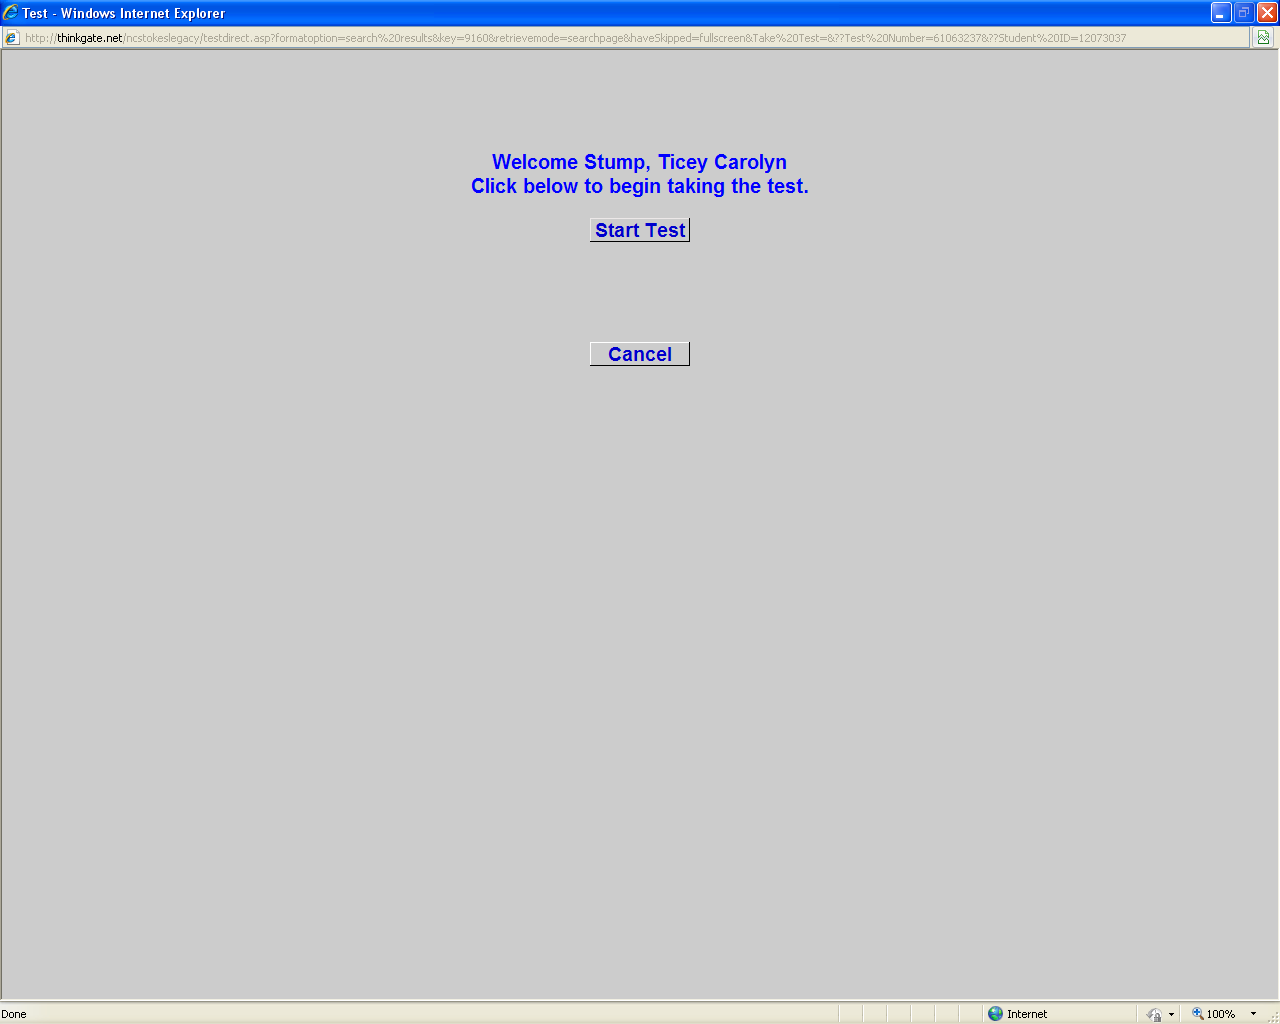 Test - Windows Internet Explorer
http://thinkgate.net/ncstokeslegacy/testdirect.asp?formatoption=search%20results&key=9160&retrievemode=searchpage&haveSkipped=fullscreen&Take%20Test=&??Test%20Number=61063237&??Student%20ID=12073037
Welcome Stump, Ticey Carolyn
Click below to begin taking the test.
Start Test
Cancel
Done
Internet
100%